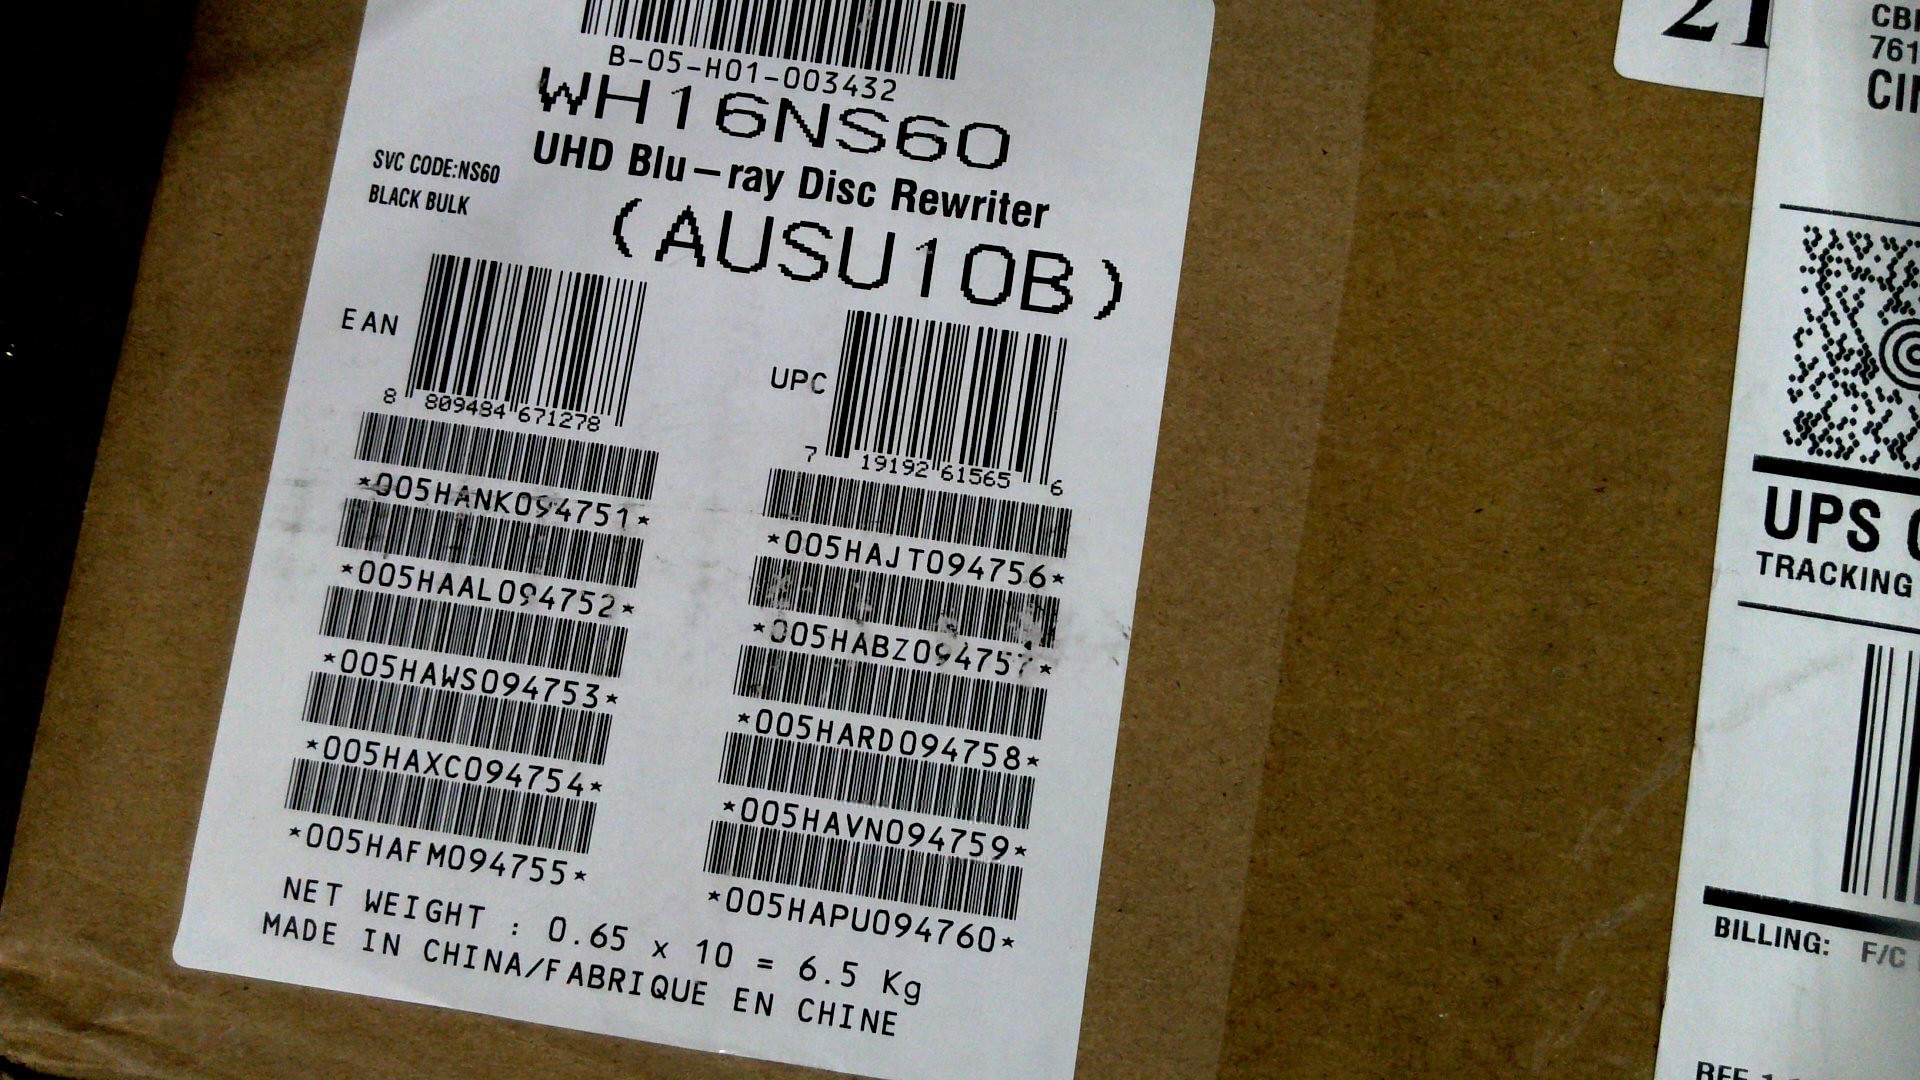 B-05-H01-003432
WH16NS60
UHD Blu-ray Disc Rewriter
(AUSU10B)
SVC CODE:NS60
BLACK BULK
EAN
8 809484 671278
UPC
7 19192 61565 6
*005HANK094751*
*005HAAL094752*
*005HAWS094753*
*005HAXC094754*
*005HAFM094755*
*005HAJT094756*
*005HABZ094757*
*005HARD094758*
*005HAVN094759*
*005HAPU094760*
NET WEIGHT : 0.65 x 10 = 6.5 Kg
MADE IN CHINA/FABRIQUE EN CHINE
21
761
UPS
TRACKING
BILLING: F/C